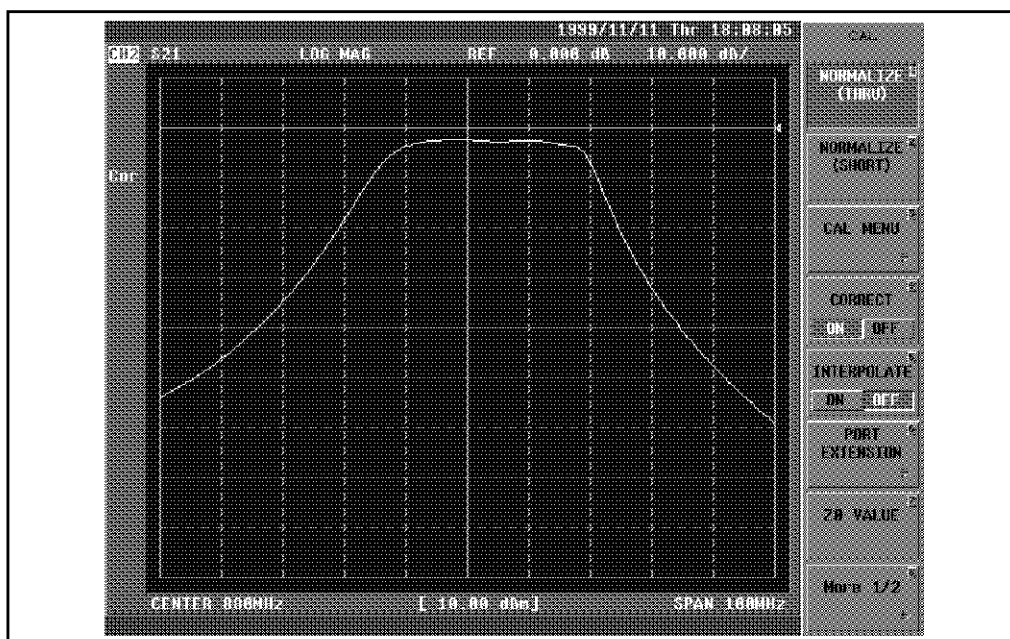 1999/11/11 Thr 18:08:05
CH2 S21 LOG MAG REF 0.000 dB 10.000 dB/
Cor
CENTER [ 10.00 dBm] SPAN 100MHz
CAL
NORMALIZE
(THRU)
NORMALIZE
(SHORT)
CAL MENU
CORRECT
ON OFF
INTERPOLATE
ON OFF
PORT
EXTENSION
Z0 VALUE
More 1/2